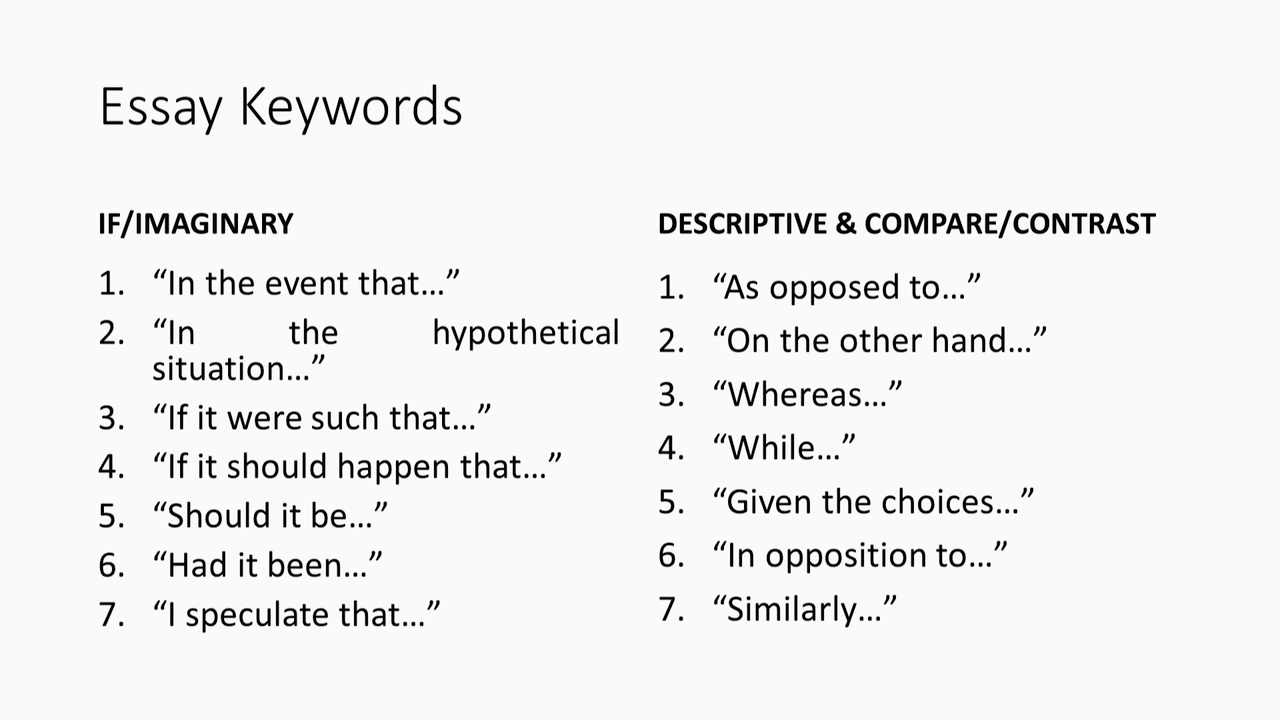 Essay Keywords
IF/IMAGINARY
1. “In the event that…”
2. “In the hypothetical
situation…”
3. “If it were such that…”
4. “If it should happen that…”
5. “Should it be…”
6. “Had it been…”
7. “I speculate that…”
DESCRIPTIVE & COMPARE/CONTRAST
1. “As opposed to…”
2. “On the other hand…”
3. “Whereas…”
4. “While…”
5. “Given the choices…”
6. “In opposition to…”
7. “Similarly…”